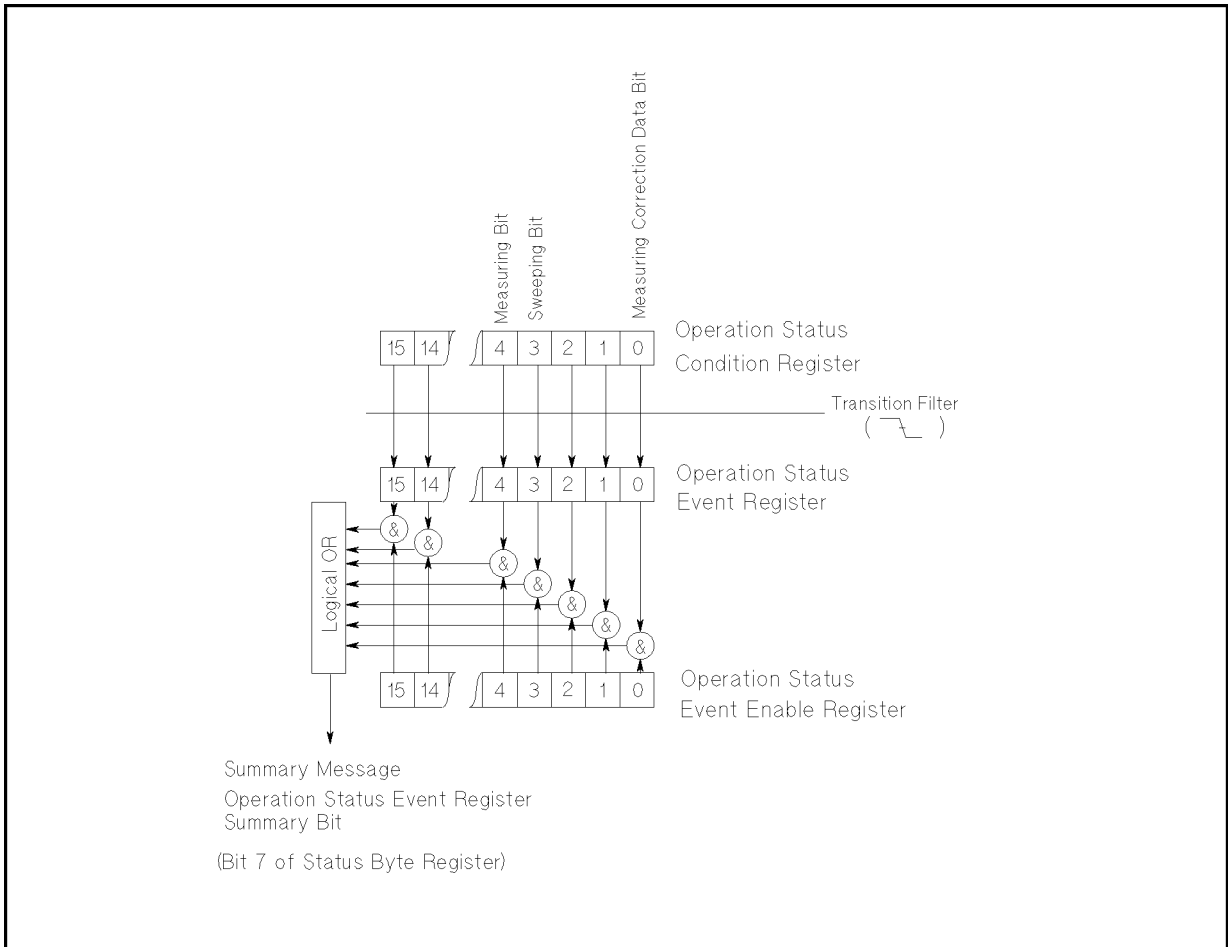 Measuring Correction Data Bit
Measuring Bit
Sweeping Bit
15 14 4 3 2 1 0
Operation Status
Condition Register
Transition Filter
( )
15 14 4 3 2 1 0
Operation Status
Event Register
Logical OR
&
&
&
&
&
&
&
15 14 4 3 2 1 0
Operation Status
Event Enable Register
Summary Message
Operation Status Event Register
Summary Bit
(Bit 7 of Status Byte Register)